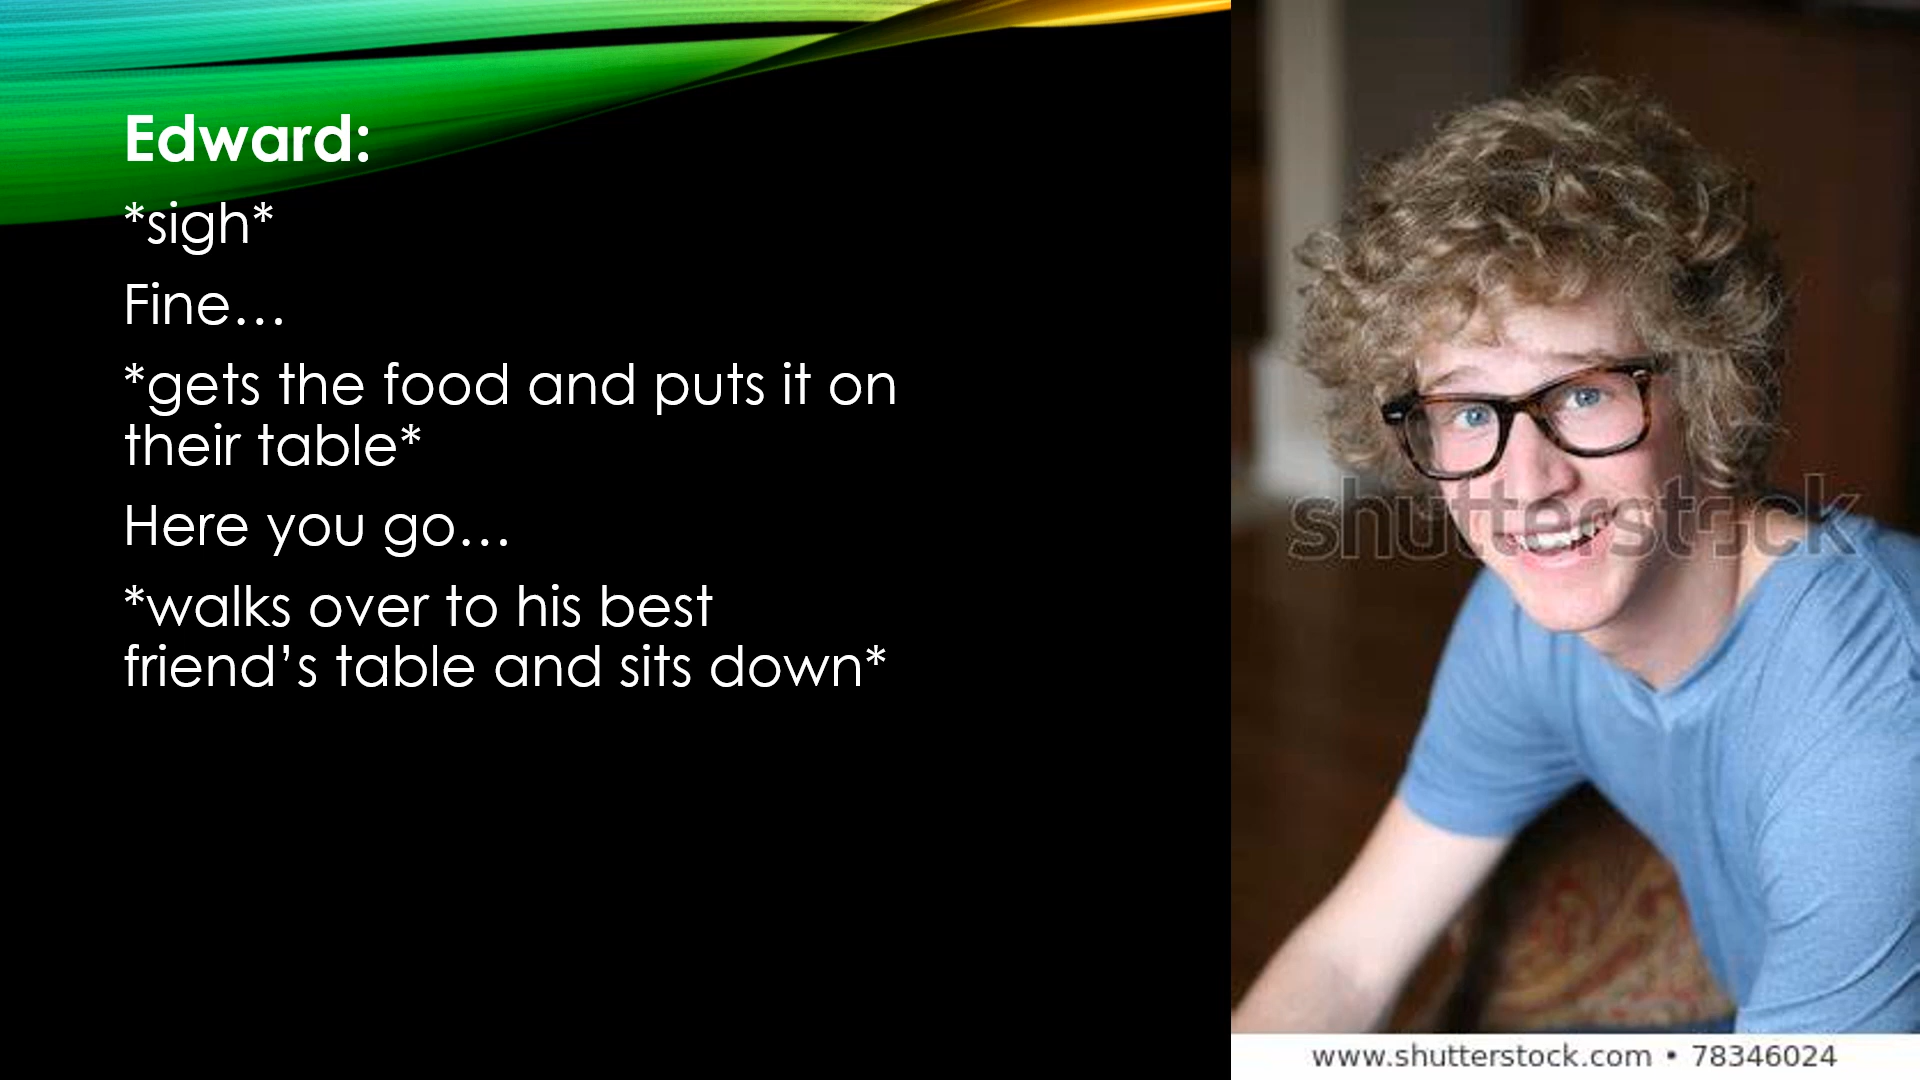 Edward:
*sigh*
Fine…
*gets the food and puts it on
their table*
Here you go…
*walks over to his best
friend’s table and sits down*
shutterstock
www.shutterstock.com • 78346024